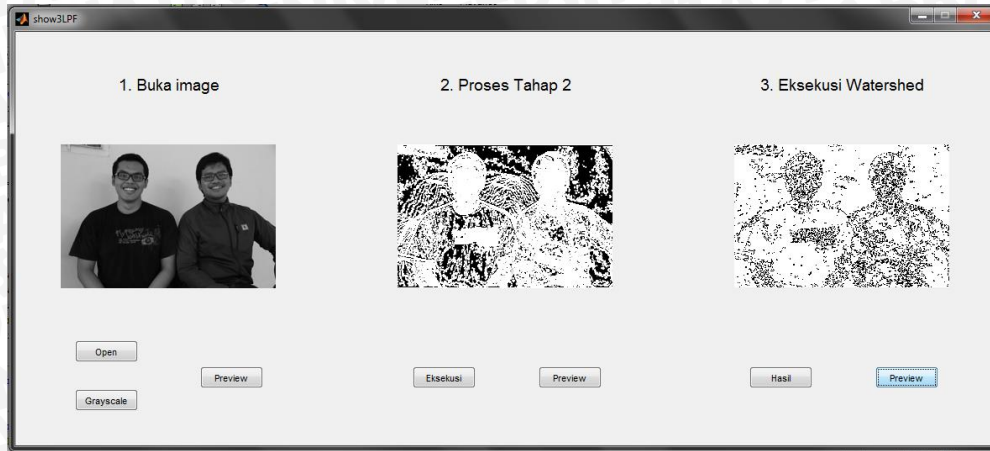 show3LPF
1. Buka image
2. Proses Tahap 2
3. Eksekusi Watershed
Open
Preview
Grayscale
Eksekusi
Preview
Hasil
Preview